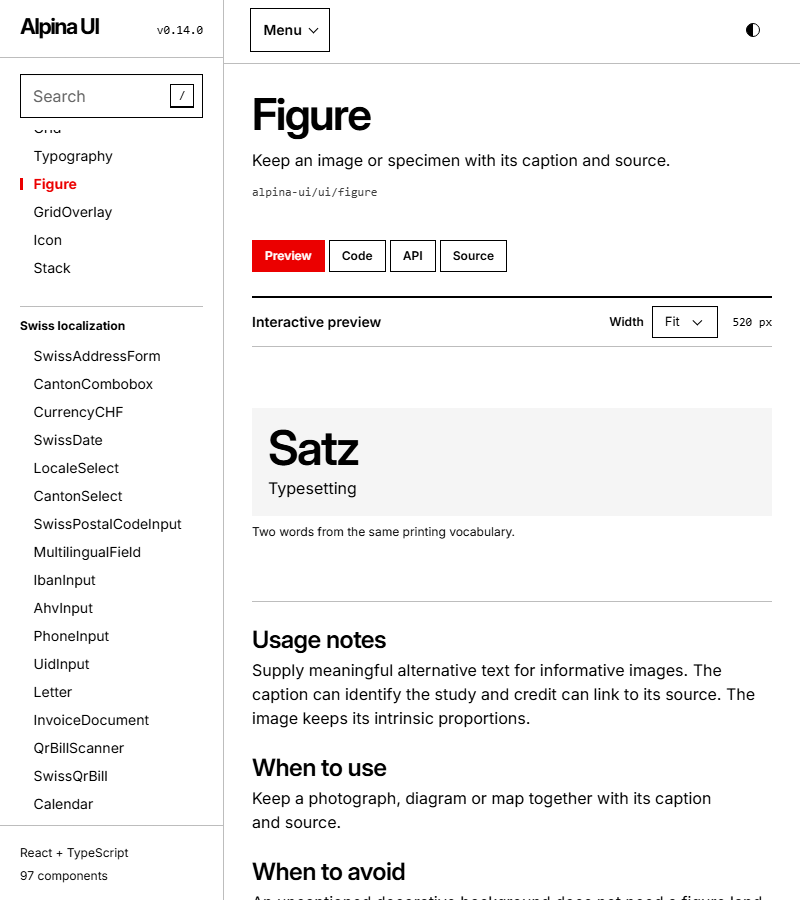 Alpina UI
v0.14.0
Search
/
Grid
Typography
Figure
GridOverlay
Icon
Stack
Swiss localization
SwissAddressForm
CantonCombobox
CurrencyCHF
SwissDate
LocaleSelect
CantonSelect
SwissPostalCodeInput
MultilingualField
IbanInput
AhvInput
PhoneInput
UidInput
Letter
InvoiceDocument
QrBillScanner
SwissQrBill
Calendar
React + TypeScript
97 components
Menu
Figure
Keep an image or specimen with its caption and source.
alpina-ui/ui/figure
Preview Code API Source
Interactive preview
Width Fit 520 px
Satz
Typesetting
Two words from the same printing vocabulary.
Usage notes
Supply meaningful alternative text for informative images. The
caption can identify the study and credit can link to its source. The
image keeps its intrinsic proportions.
When to use
Keep a photograph, diagram or map together with its caption
and source.
When to avoid